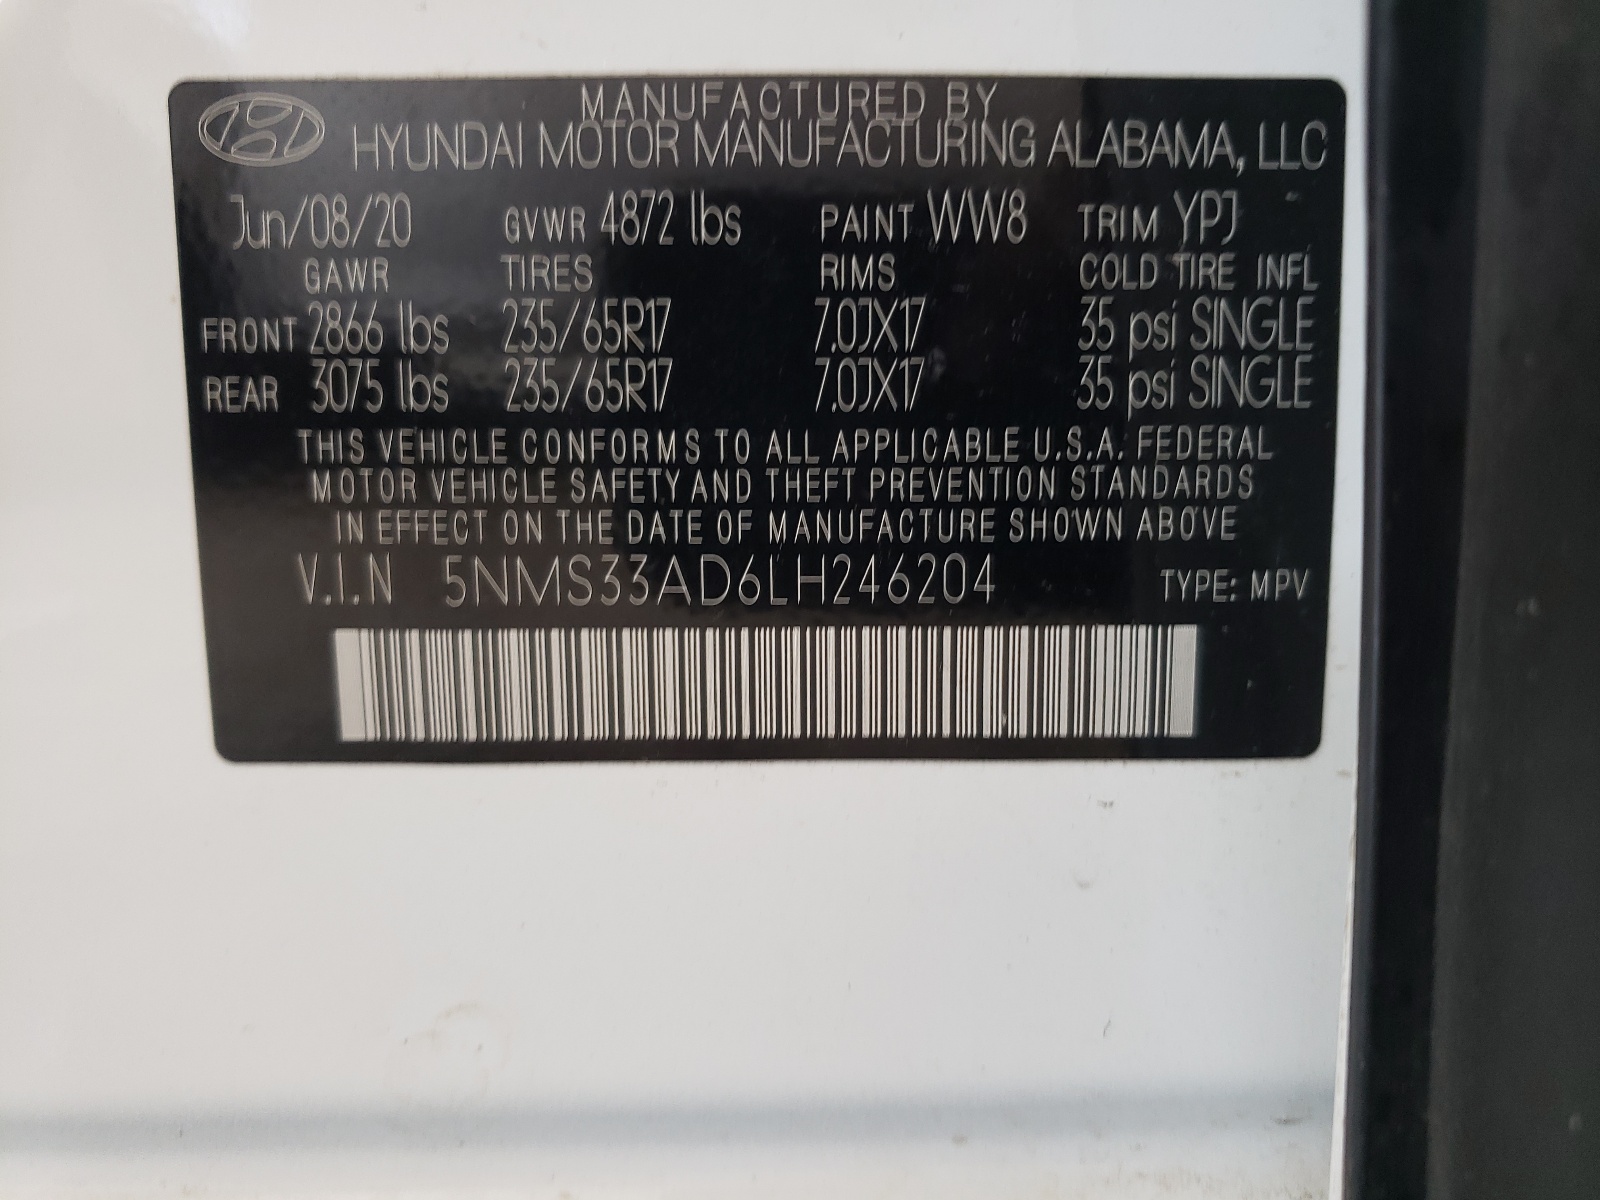 MANUFACTURED BY
HYUNDAI MOTOR MANUFACTURING ALABAMA, LLC
Jun/08/20 GVWR 4872 lbs PAINT WW8 TRIM YPJ
GAWR TIRES RIMS COLD TIRE INFL
FRONT 2866 lbs 235/65R17 7.0JX17 35 psi SINGLE
REAR 3075 lbs 235/65R17 7.0JX17 35 psi SINGLE
THIS VEHICLE CONFORMS TO ALL APPLICABLE U.S.A. FEDERAL
MOTOR VEHICLE SAFETY AND THEFT PREVENTION STANDARDS
IN EFFECT ON THE DATE OF MANUFACTURE SHOWN ABOVE
V.I.N 5NMS33AD6LH246204 TYPE: MPV